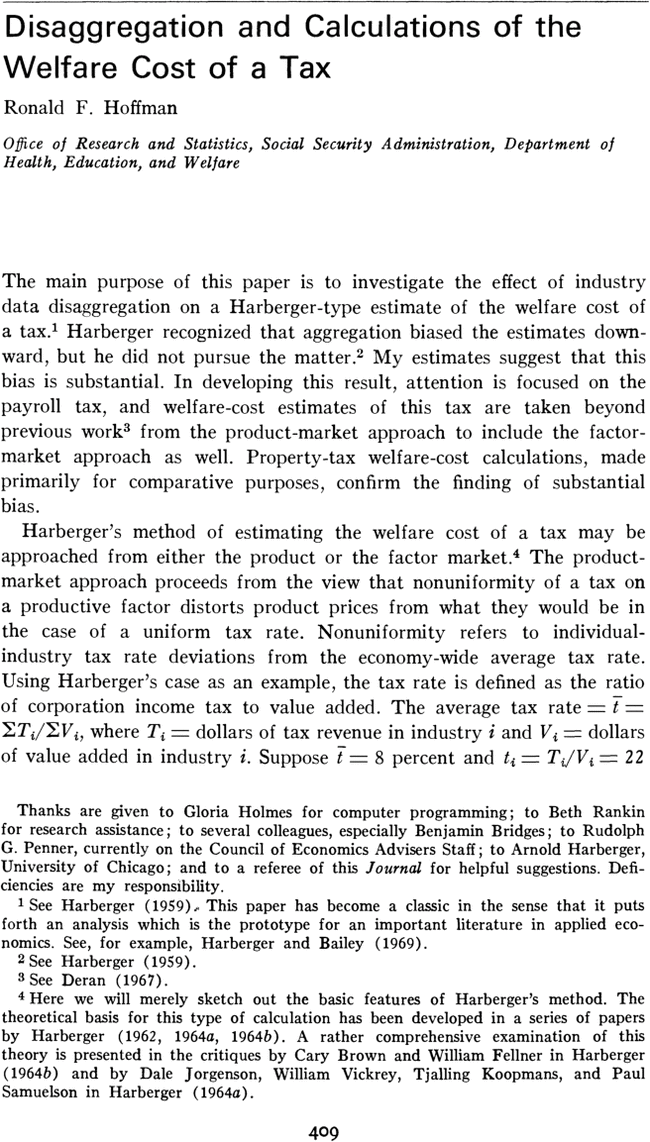 Disaggregation and Calculations of the
Welfare Cost of a Tax
Ronald F. Hoffman
Office of Research and Statistics, Social Security Administration, Department of
Health, Education, and Welfare
The main purpose of this paper is to investigate the effect of industry
data disaggregation on a Harberger-type estimate of the welfare cost of
a tax.¹ Harberger recognized that aggregation biased the estimates down-
ward, but he did not pursue the matter.² My estimates suggest that this
bias is substantial. In developing this result, attention is focused on the
payroll tax, and welfare-cost estimates of this tax are taken beyond
previous work³ from the product-market approach to include the factor-
market approach as well. Property-tax welfare-cost calculations, made
primarily for comparative purposes, confirm the finding of substantial
bias.
Harberger's method of estimating the welfare cost of a tax may be
approached from either the product or the factor market.⁴ The product-
market approach proceeds from the view that nonuniformity of a tax on
a productive factor distorts product prices from what they would be in
the case of a uniform tax rate. Nonuniformity refers to individual-
industry tax rate deviations from the economy-wide average tax rate.
Using Harberger's case as an example, the tax rate is defined as the ratio
of corporation income tax to value added. The average tax rate = t̄ =
ΣTᵢ/ΣVᵢ, where Tᵢ = dollars of tax revenue in industry i and Vᵢ = dollars
of value added in industry i. Suppose t̄ = 8 percent and tᵢ = Tᵢ/Vᵢ = 22
Thanks are given to Gloria Holmes for computer programming; to Beth Rankin
for research assistance; to several colleagues, especially Benjamin Bridges; to Rudolph
G. Penner, currently on the Council of Economics Advisers Staff; to Arnold Harberger,
University of Chicago; and to a referee of this Journal for helpful suggestions. Defi-
ciencies are my responsibility.
¹ See Harberger (1959). This paper has become a classic in the sense that it puts
forth an analysis which is the prototype for an important literature in applied eco-
nomics. See, for example, Harberger and Bailey (1969).
² See Harberger (1959).
³ See Deran (1967).
⁴ Here we will merely sketch out the basic features of Harberger's method. The
theoretical basis for this type of calculation has been developed in a series of papers
by Harberger (1962, 1964a, 1964b). A rather comprehensive examination of this
theory is presented in the critiques by Cary Brown and William Fellner in Harberger
(1964b) and by Dale Jorgenson, William Vickrey, Tjalling Koopmans, and Paul
Samuelson in Harberger (1964a).
409